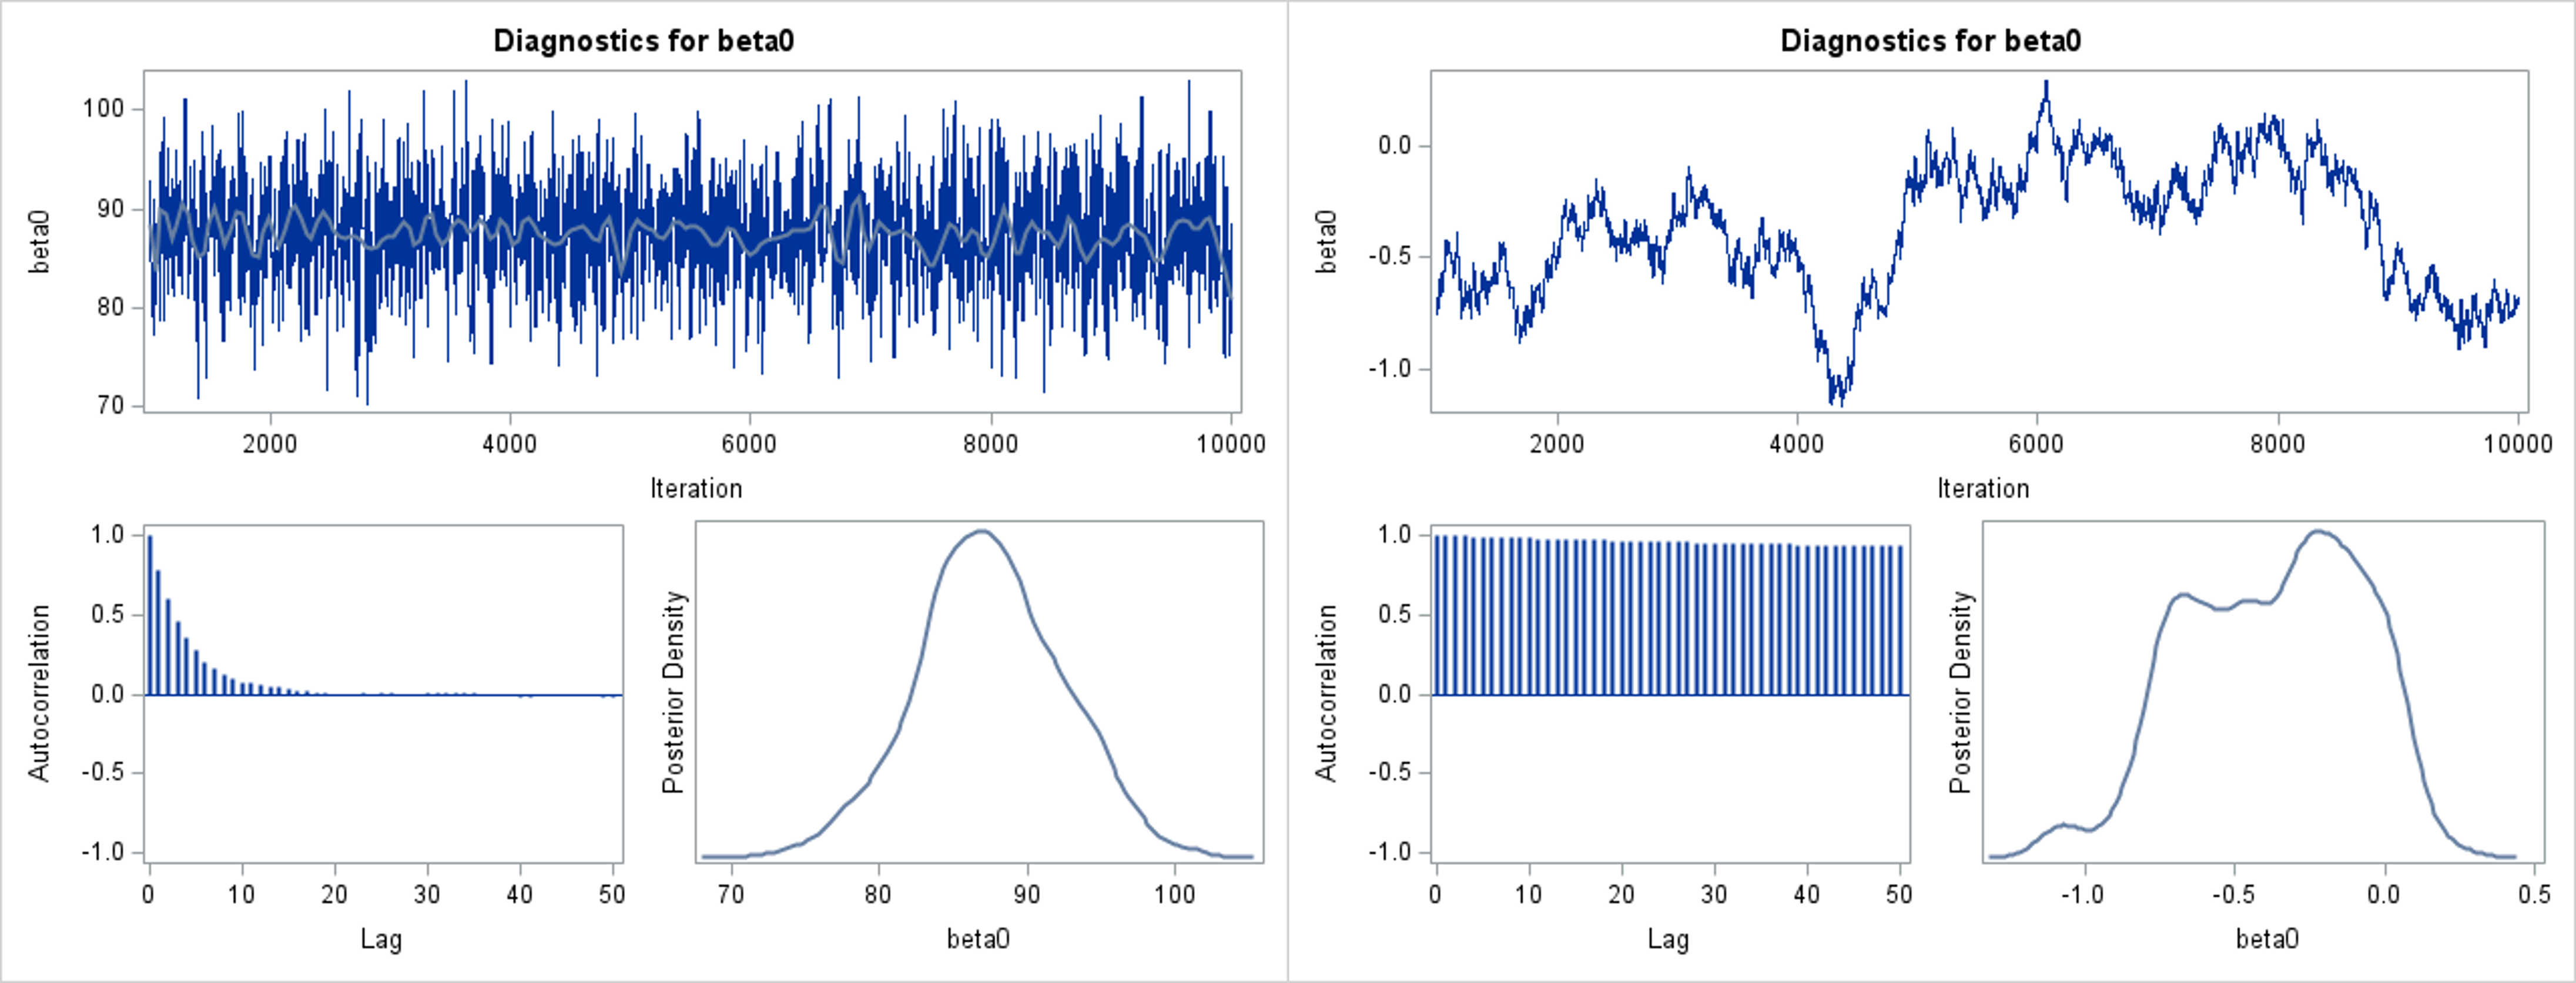 Diagnostics for beta0
100
90
80
70
beta0
2000 4000 6000 8000 10000
Iteration
1.0
0.5
0.0
-0.5
-1.0
Autocorrelation
0 10 20 30 40 50
Lag
Posterior Density
70 80 90 100
beta0
Diagnostics for beta0
0.0
-0.5
-1.0
beta0
2000 4000 6000 8000 10000
Iteration
1.0
0.5
0.0
-0.5
-1.0
Autocorrelation
0 10 20 30 40 50
Lag
Posterior Density
-1.0 -0.5 0.0 0.5
beta0